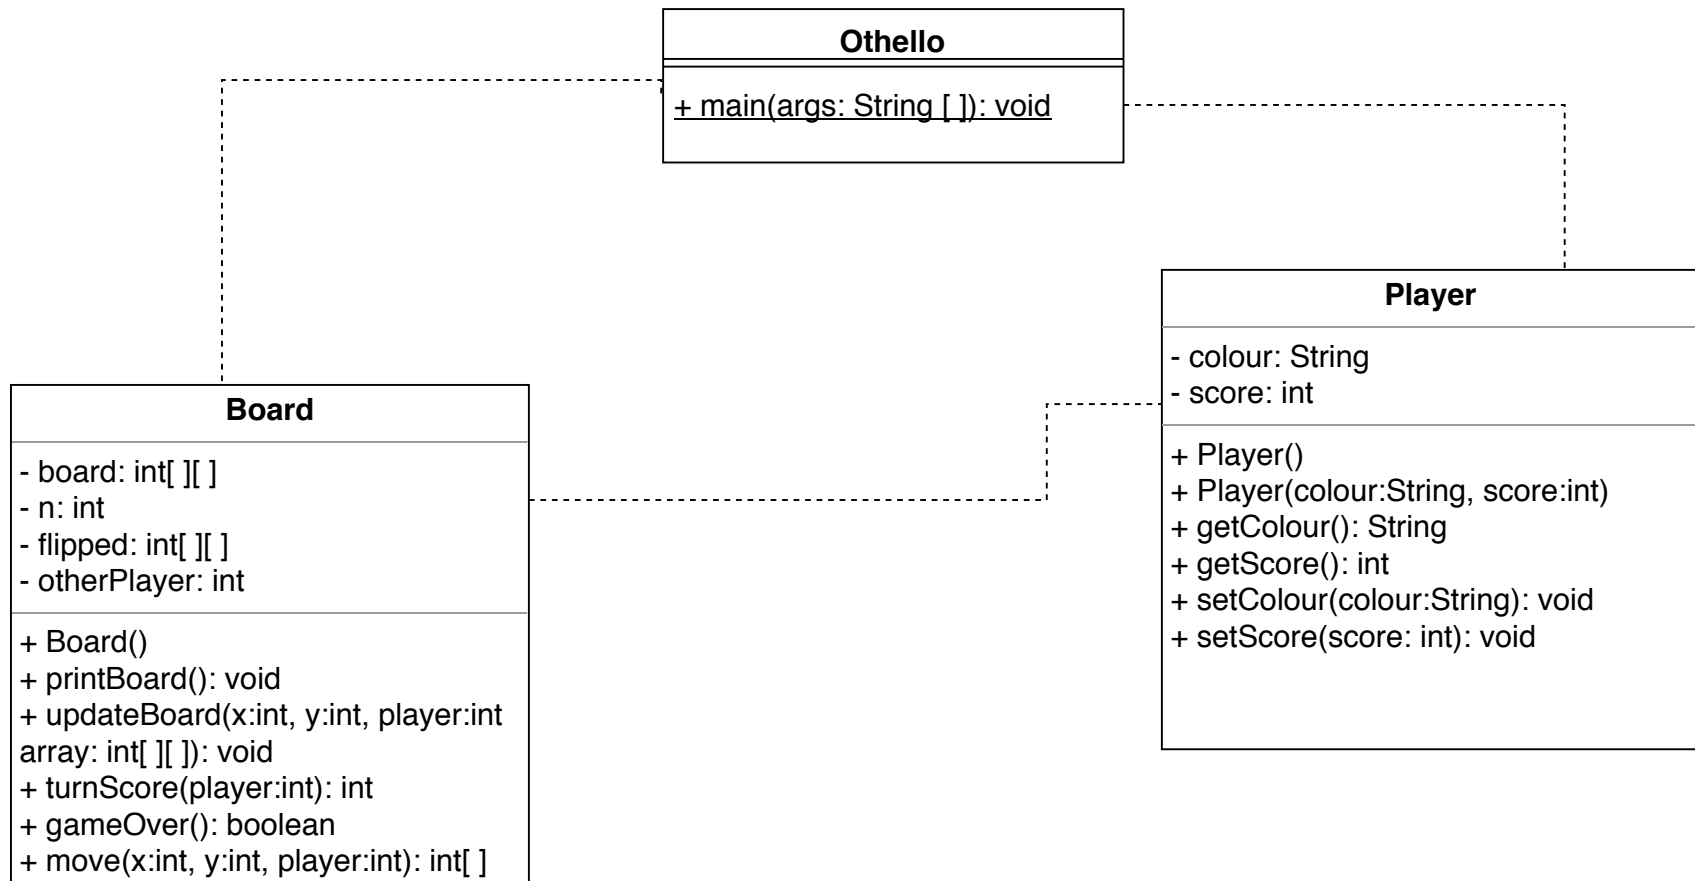 Othello
+ main(args: String [ ]): void
Player
- colour: String
- score: int
+ Player()
+ Player(colour:String, score:int)
+ getColour(): String
+ getScore(): int
+ setColour(colour:String): void
+ setScore(score: int): void
Board
- board: int[ ][ ]
- n: int
- flipped: int[ ][ ]
- otherPlayer: int
+ Board()
+ printBoard(): void
+ updateBoard(x:int, y:int, player:int
array: int[ ][ ]): void
+ turnScore(player:int): int
+ gameOver(): boolean
+ move(x:int, y:int, player:int): int[ ]